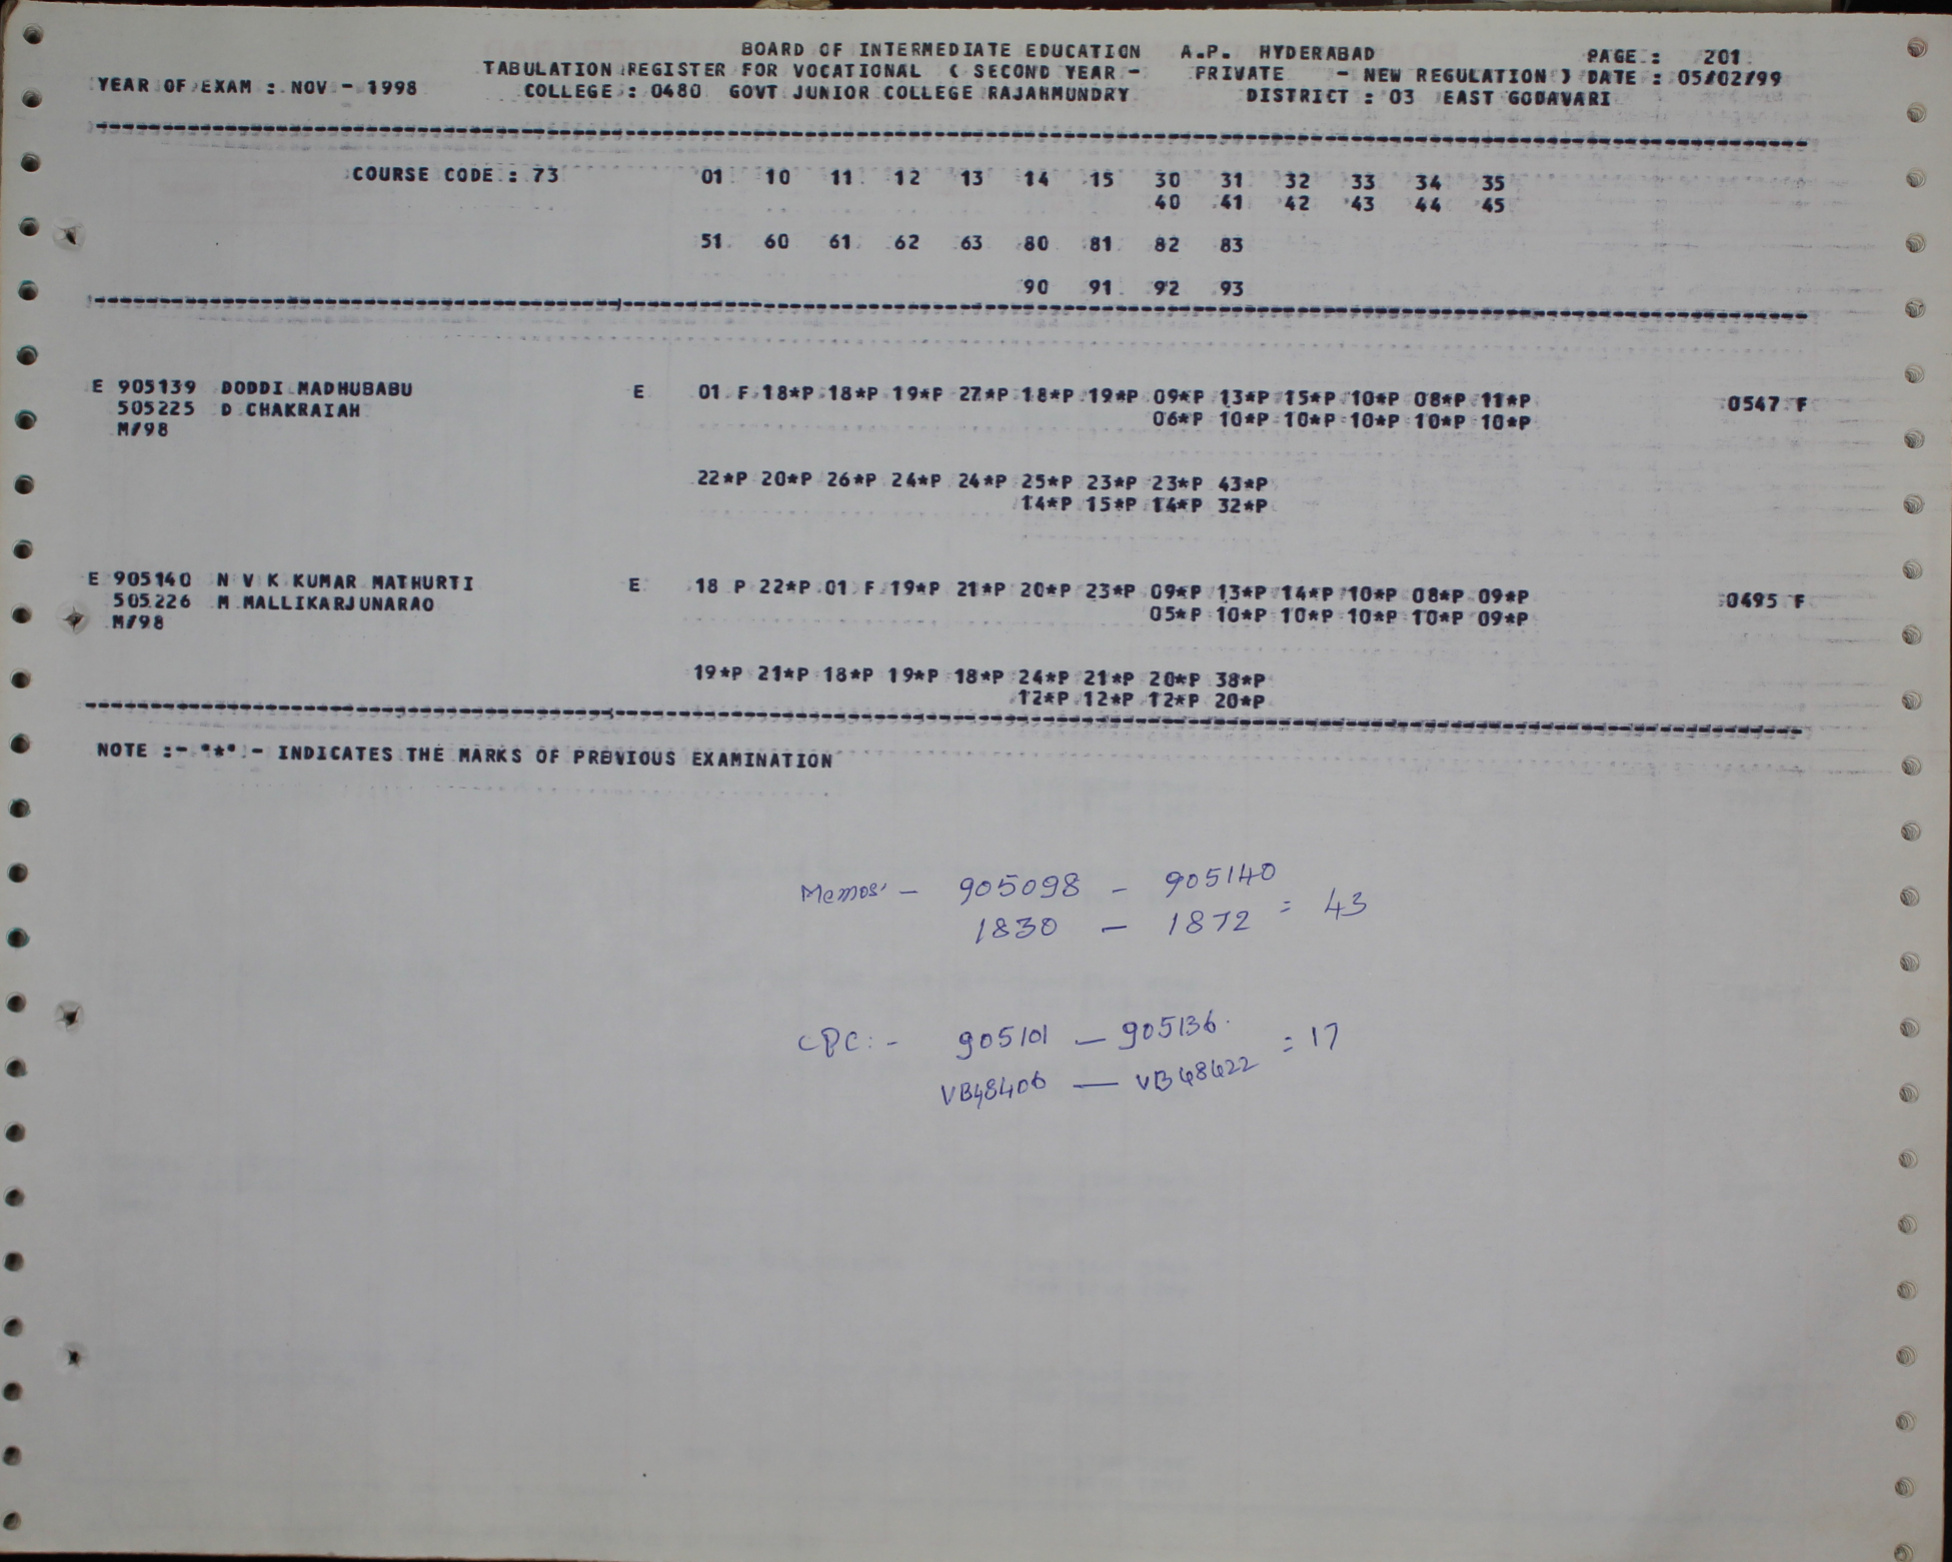 BOARD OF INTERMEDIATE EDUCATION A.P. HYDERABAD PAGE : 201
TABULATION REGISTER FOR VOCATIONAL ( SECOND YEAR - PRIVATE - NEW REGULATION ) DATE : 05/02/99
YEAR OF EXAM : NOV - 1998 COLLEGE : 0480 GOVT JUNIOR COLLEGE RAJAHMUNDRY DISTRICT : 03 EAST GODAVARI
COURSE CODE : 73 01 10 11 12 13 14 15 30 31 32 33 34 35
40 41 42 43 44 45
51 60 61 62 63 80 81 82 83
90 91 92 93
E 905139 DODDI MADHUBABU E 01 F 18*P 18*P 19*P 27*P 18*P 19*P 09*P 13*P 15*P 10*P 08*P 11*P 0547 F
505225 D CHAKRAIAH 06*P 10*P 10*P 10*P 10*P 10*P
M/98
22*P 20*P 26*P 24*P 24*P 25*P 23*P 23*P 43*P
14*P 15*P 14*P 32*P
E 905140 N V K KUMAR MATHURTI E 18 P 22*P 01 F 19*P 21*P 20*P 23*P 09*P 13*P 14*P 10*P 08*P 09*P 0495 F
505226 M MALLIKARJUNARAO 05*P 10*P 10*P 10*P 10*P 09*P
M/98
19*P 21*P 18*P 19*P 18*P 24*P 21*P 20*P 38*P
12*P 12*P 12*P 20*P
NOTE :- "*" - INDICATES THE MARKS OF PREVIOUS EXAMINATION
Memos - 905098 - 905140
1830 - 1872 = 43
CPC :- 905101 - 905136
VB48406 - VB48422 = 17